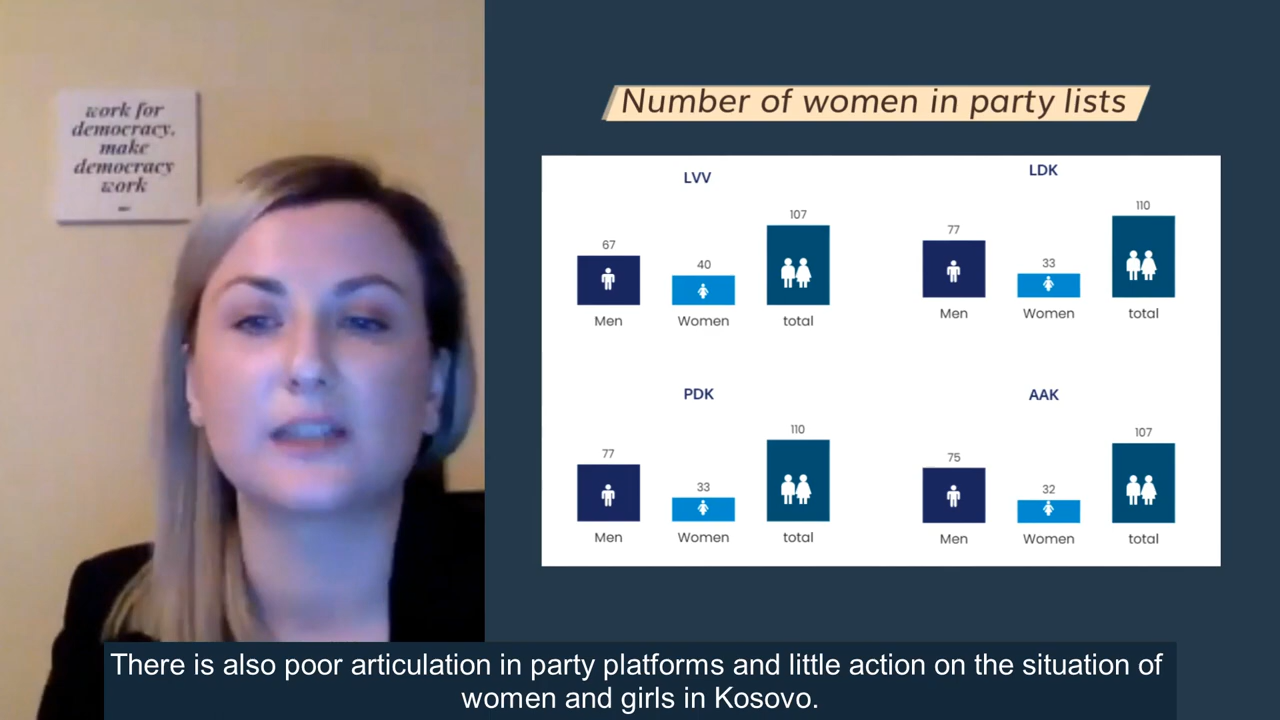 work for
democracy,
make
democracy
work
Number of women in party lists
LVV
67
40
107
Men
Women
total
LDK
77
33
110
Men
Women
total
PDK
77
33
110
Men
Women
total
AAK
75
32
107
Men
Women
total
There is also poor articulation in party platforms and little action on the situation of
women and girls in Kosovo.